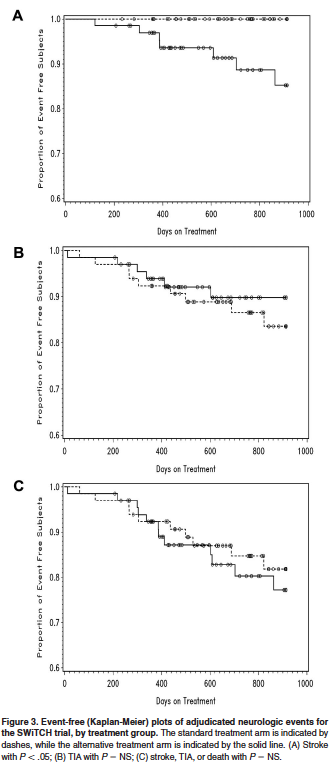 A
Proportion of Event Free Subjects
1.0
0.9
0.8
0.7
0.6
0 200 400 600 800 1000
Days on Treatment
B
Proportion of Event Free Subjects
1.0
0.9
0.8
0.7
0.6
0 200 400 600 800 1000
Days on Treatment
C
Proportion of Event Free Subjects
1.0
0.9
0.8
0.7
0.6
0 200 400 600 800 1000
Days on Treatment
Figure 3. Event-free (Kaplan-Meier) plots of adjudicated neurologic events for
the SWiTCH trial, by treatment group. The standard treatment arm is indicated by
dashes, while the alternative treatment arm is indicated by the solid line. (A) Stroke
with P < .05; (B) TIA with P – NS; (C) stroke, TIA, or death with P – NS.